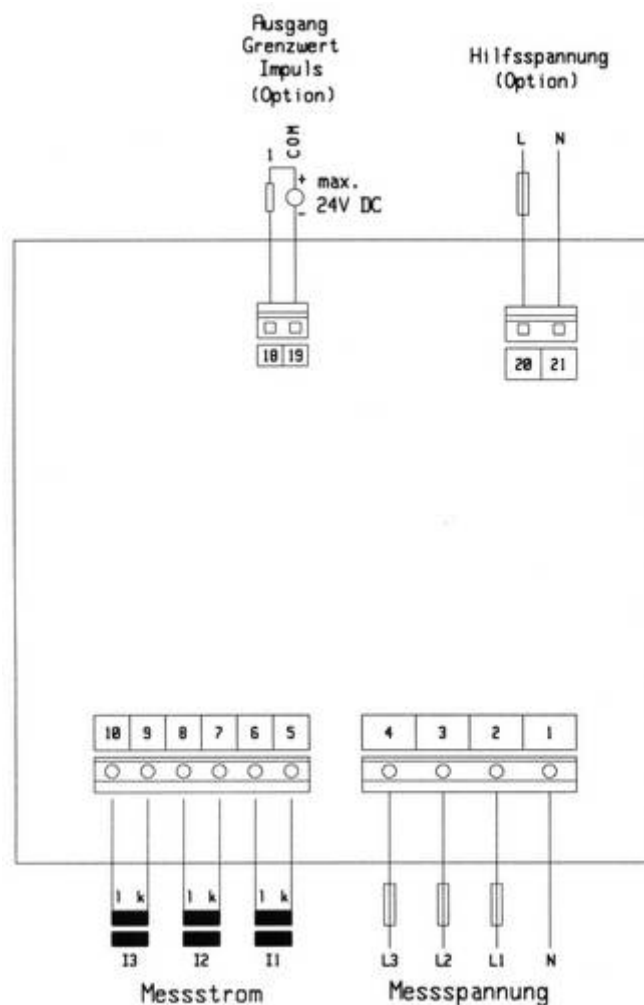 Ausgang
Grenzwert
Impuls
(Option)
Hilfsspannung
(Option)
1 COM
L N
+ max.
- 24V DC
18 19
20 21
10 9 8 7 6 5
4 3 2 1
l k l k l k
I3 I2 I1
L3 L2 L1 N
Messstrom
Messspannung